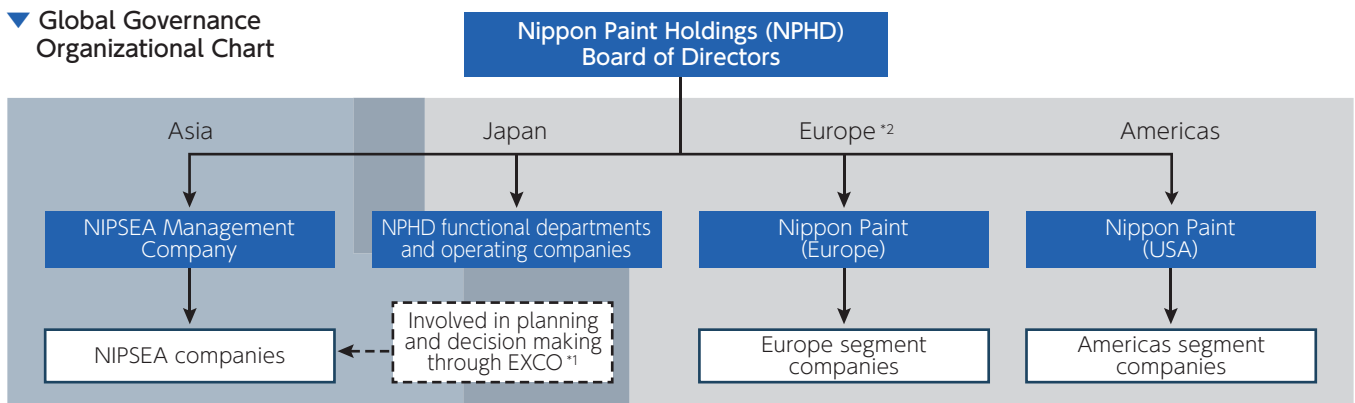 ▼ Global Governance
Organizational Chart
Nippon Paint Holdings (NPHD)
Board of Directors
Asia
Japan
Europe *2
Americas
NIPSEA Management
Company
NPHD functional departments
and operating companies
Nippon Paint
(Europe)
Nippon Paint
(USA)
NIPSEA companies
Involved in planning
and decision making
through EXCO *1
Europe segment
companies
Americas segment
companies